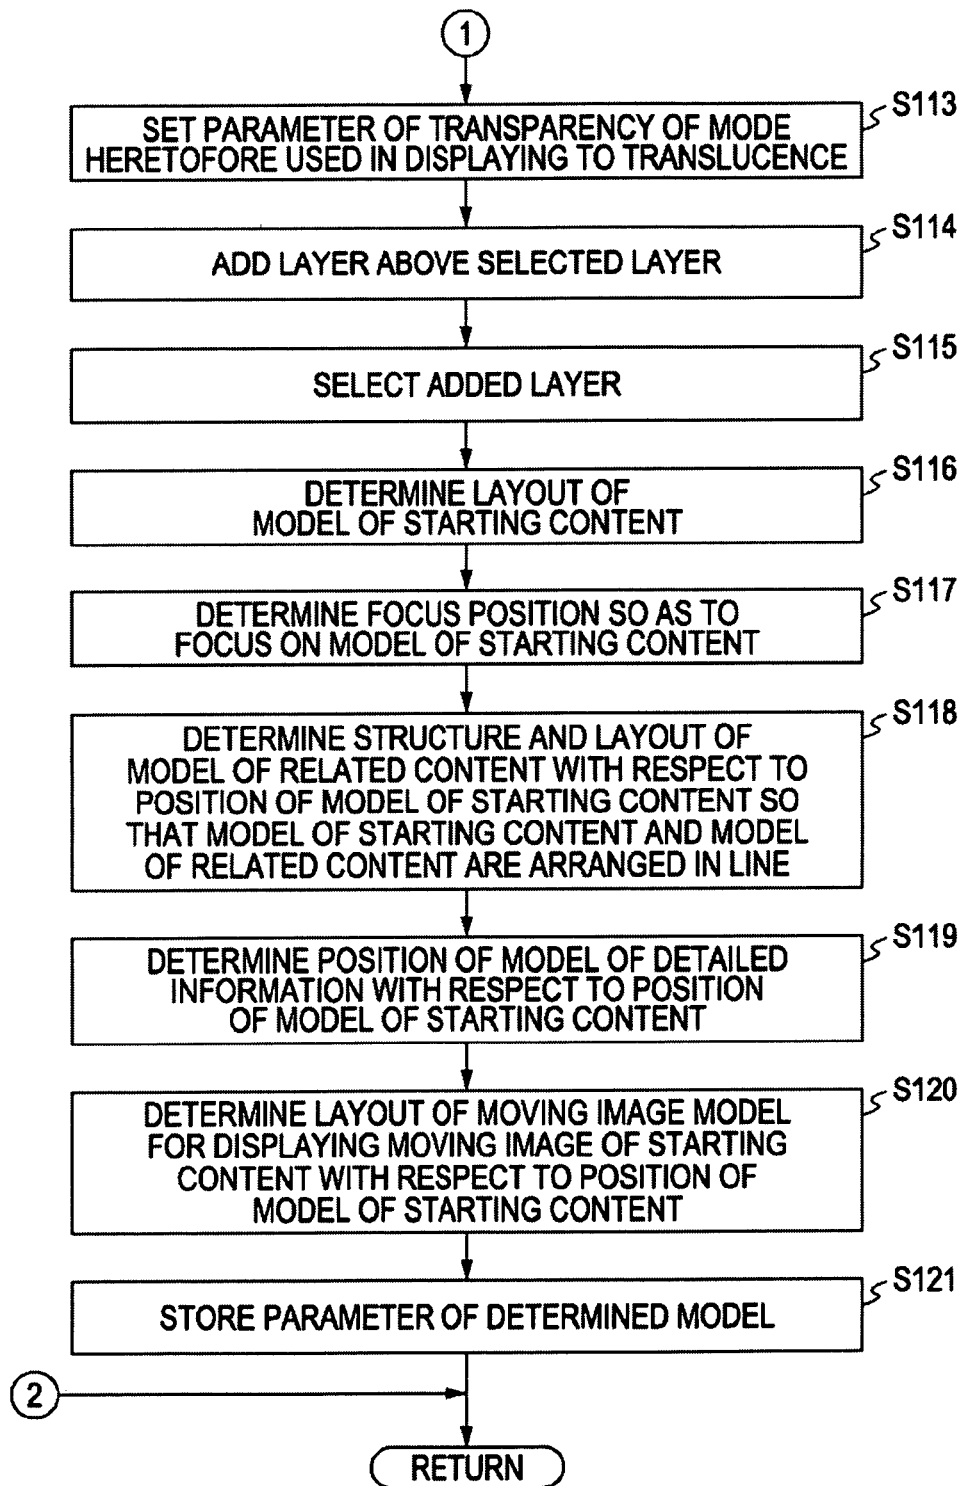 1
S113
SET PARAMETER OF TRANSPARENCY OF MODE
HERETOFORE USED IN DISPLAYING TO TRANSLUCENCE
S114
ADD LAYER ABOVE SELECTED LAYER
S115
SELECT ADDED LAYER
S116
DETERMINE LAYOUT OF
MODEL OF STARTING CONTENT
S117
DETERMINE FOCUS POSITION SO AS TO
FOCUS ON MODEL OF STARTING CONTENT
S118
DETERMINE STRUCTURE AND LAYOUT OF
MODEL OF RELATED CONTENT WITH RESPECT TO
POSITION OF MODEL OF STARTING CONTENT SO
THAT MODEL OF STARTING CONTENT AND MODEL
OF RELATED CONTENT ARE ARRANGED IN LINE
S119
DETERMINE POSITION OF MODEL OF DETAILED
INFORMATION WITH RESPECT TO POSITION
OF MODEL OF STARTING CONTENT
S120
DETERMINE LAYOUT OF MOVING IMAGE MODEL
FOR DISPLAYING MOVING IMAGE OF STARTING
CONTENT WITH RESPECT TO POSITION OF
MODEL OF STARTING CONTENT
S121
STORE PARAMETER OF DETERMINED MODEL
2
RETURN